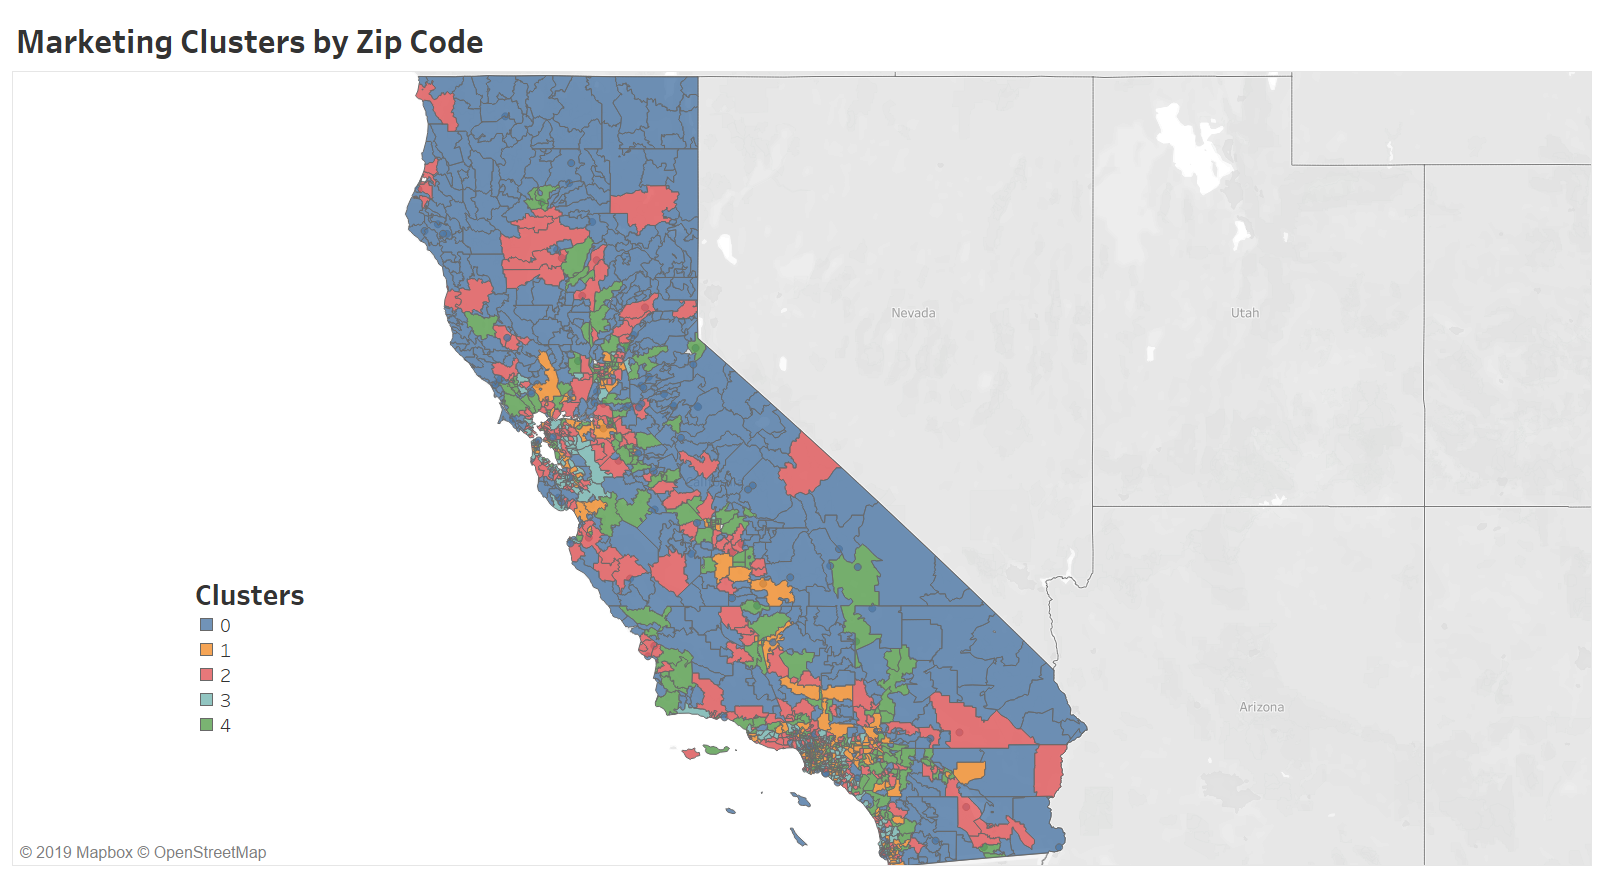 Marketing Clusters by Zip Code
Nevada
Utah
Clusters
0
1
2
3
4
Arizona
© 2019 Mapbox © OpenStreetMap